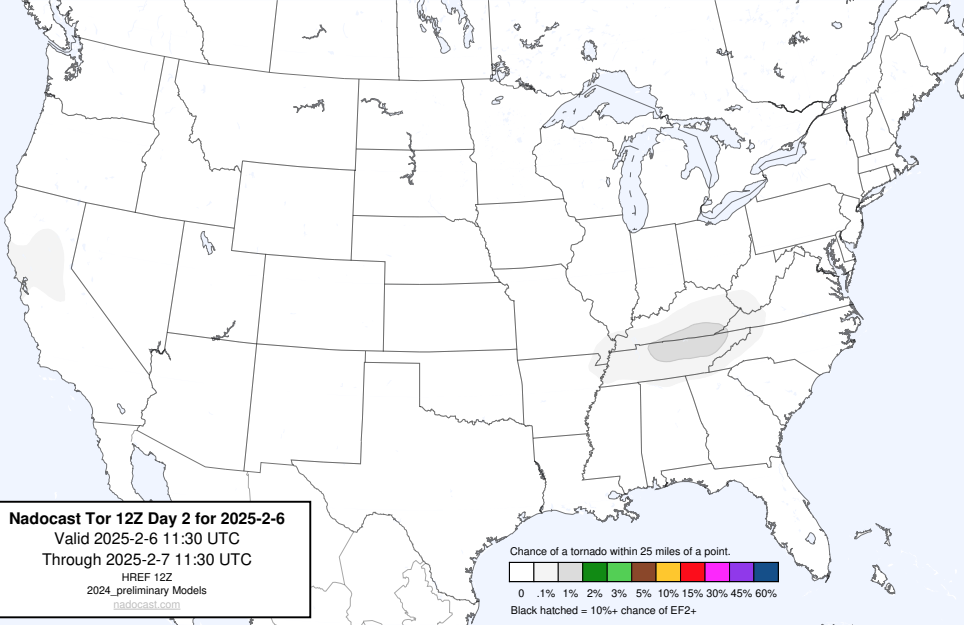 Nadocast Tor 12Z Day 2 for 2025-2-6
Valid 2025-2-6 11:30 UTC
Through 2025-2-7 11:30 UTC
HREF 12Z
2024_preliminary Models
nadocast.com
Chance of a tornado within 25 miles of a point.
0 .1% 1% 2% 3% 5% 10% 15% 30% 45% 60%
Black hatched = 10%+ chance of EF2+